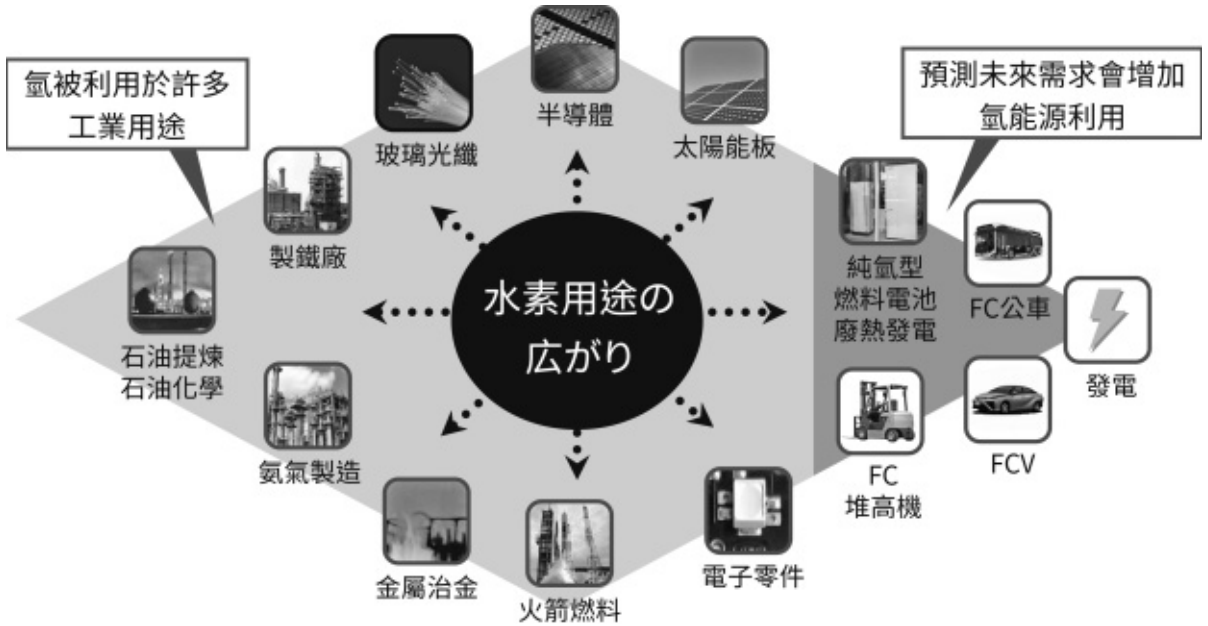 氫被利用於許多
工業用途
預測未來需求會增加
氫能源利用
玻璃光纖
半導體
太陽能板
製鐵廠
石油提煉
石油化學
氨氣製造
金屬治金
火箭燃料
電子零件
水素用途の
広がり
純氫型
燃料電池
廢熱發電
FC公車
發電
FC
堆高機
FCV